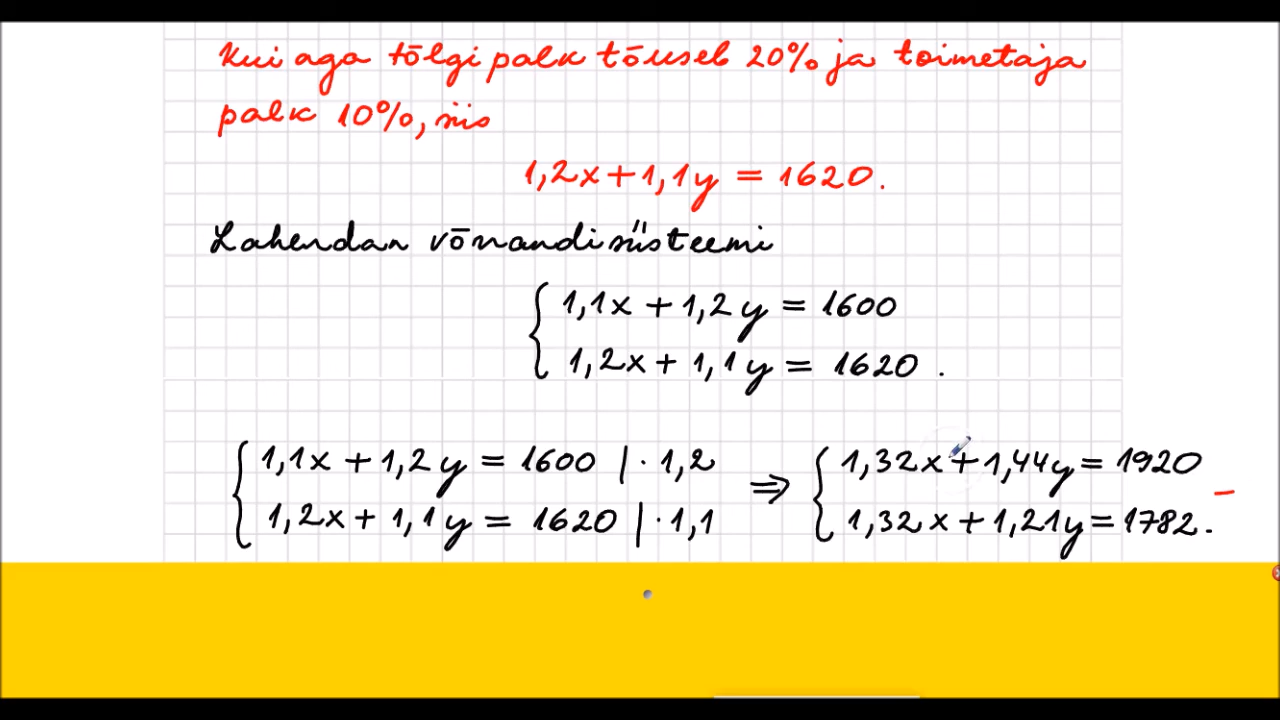 Kui aga tõlgi palk tõuseb 20% ja toimetaja
palk 10%, siis
1,2x+1,1y = 1620.
Lahendan võrrandisüsteemi
1,1x + 1,2y = 1600
1,2x + 1,1y = 1620.
1,1x + 1,2y = 1600 | · 1,2 ⇒ 1,32x + 1,44y = 1920
1,2x + 1,1y = 1620 | · 1,1 1,32x + 1,21y = 1782. −